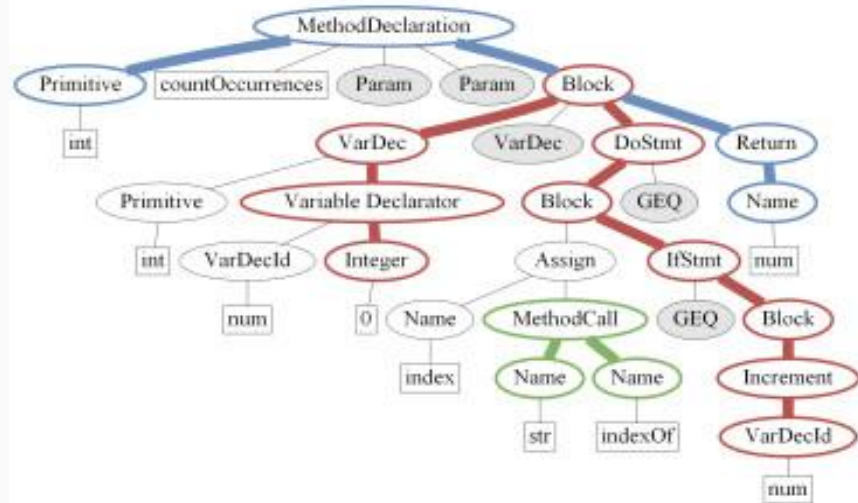 MethodDeclaration
Primitive countOccurrences Param Param Block
int VarDec VarDec DoStmt Return
Primitive Variable Declarator Block GEQ Name
int VarDecId Integer Assign IfStmt num
num 0 Name MethodCall GEQ Block
index Name Name Increment
str indexOf VarDecId
num